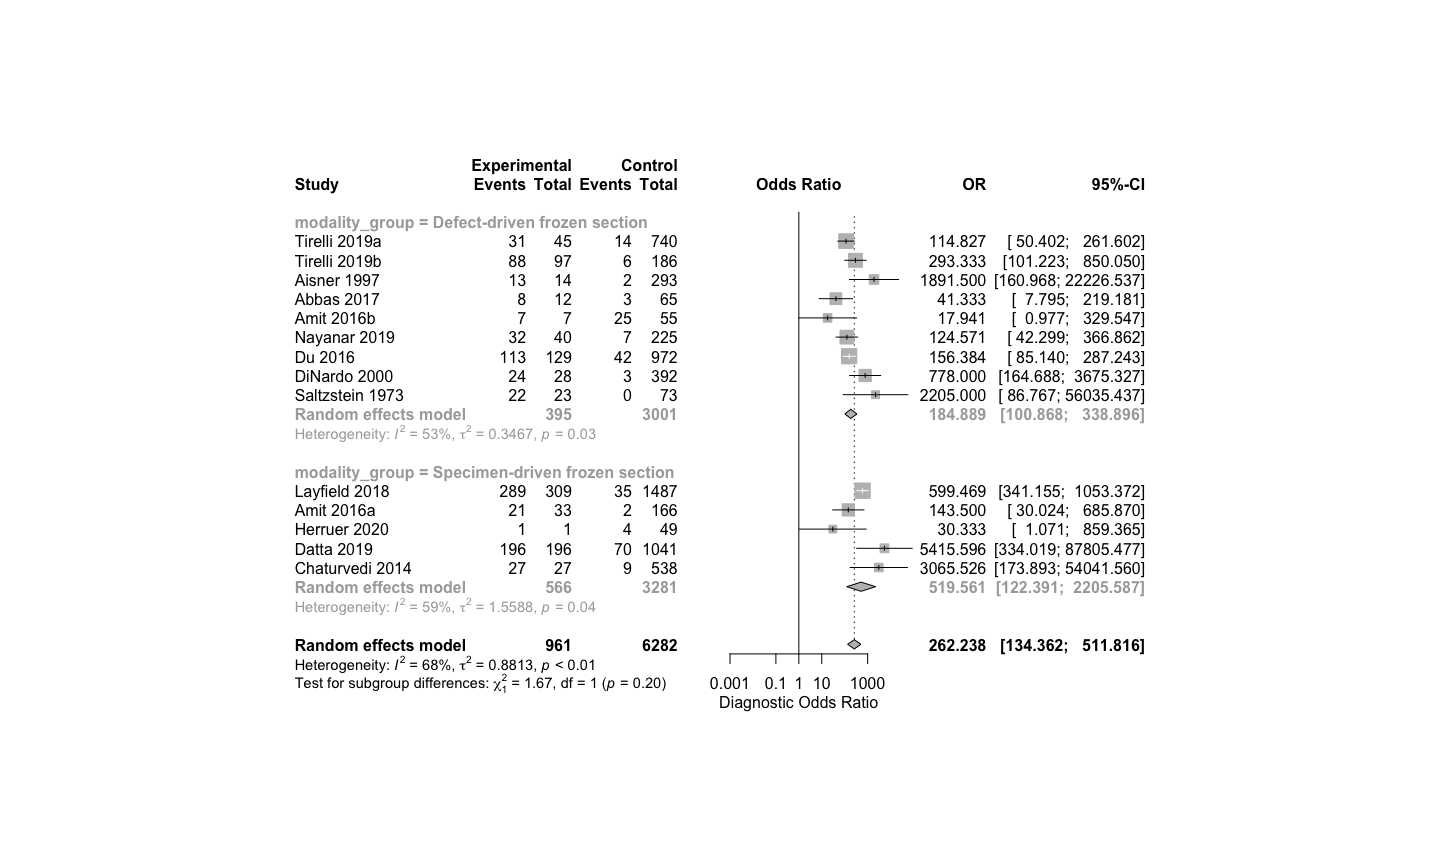 Experimental Control
Study Events Total Events Total Odds Ratio OR 95%-CI
modality_group = Defect-driven frozen section
Tirelli 2019a 31 45 14 740 114.827 [ 50.402; 261.602]
Tirelli 2019b 88 97 6 186 293.333 [101.223; 850.050]
Aisner 1997 13 14 2 293 1891.500 [160.968; 22226.537]
Abbas 2017 8 12 3 65 41.333 [ 7.795; 219.181]
Amit 2016b 7 7 25 55 17.941 [ 0.977; 329.547]
Nayanar 2019 32 40 7 225 124.571 [ 42.299; 366.862]
Du 2016 113 129 42 972 156.384 [ 85.140; 287.243]
DiNardo 2000 24 28 3 392 778.000 [164.688; 3675.327]
Saltzstein 1973 22 23 0 73 2205.000 [ 86.767; 56035.437]
Random effects model 395 3001 184.889 [100.868; 338.896]
Heterogeneity: I² = 53%, τ² = 0.3467, p = 0.03
modality_group = Specimen-driven frozen section
Layfield 2018 289 309 35 1487 599.469 [341.155; 1053.372]
Amit 2016a 21 33 2 166 143.500 [ 30.024; 685.870]
Herruer 2020 1 1 4 49 30.333 [ 1.071; 859.365]
Datta 2019 196 196 70 1041 5415.596 [334.019; 87805.477]
Chaturvedi 2014 27 27 9 538 3065.526 [173.893; 54041.560]
Random effects model 566 3281 519.561 [122.391; 2205.587]
Heterogeneity: I² = 59%, τ² = 1.5588, p = 0.04
Random effects model 961 6282 262.238 [134.362; 511.816]
Heterogeneity: I² = 68%, τ² = 0.8813, p < 0.01
Test for subgroup differences: χ²₁ = 1.67, df = 1 (p = 0.20)
0.001 0.1 1 10 1000
Diagnostic Odds Ratio